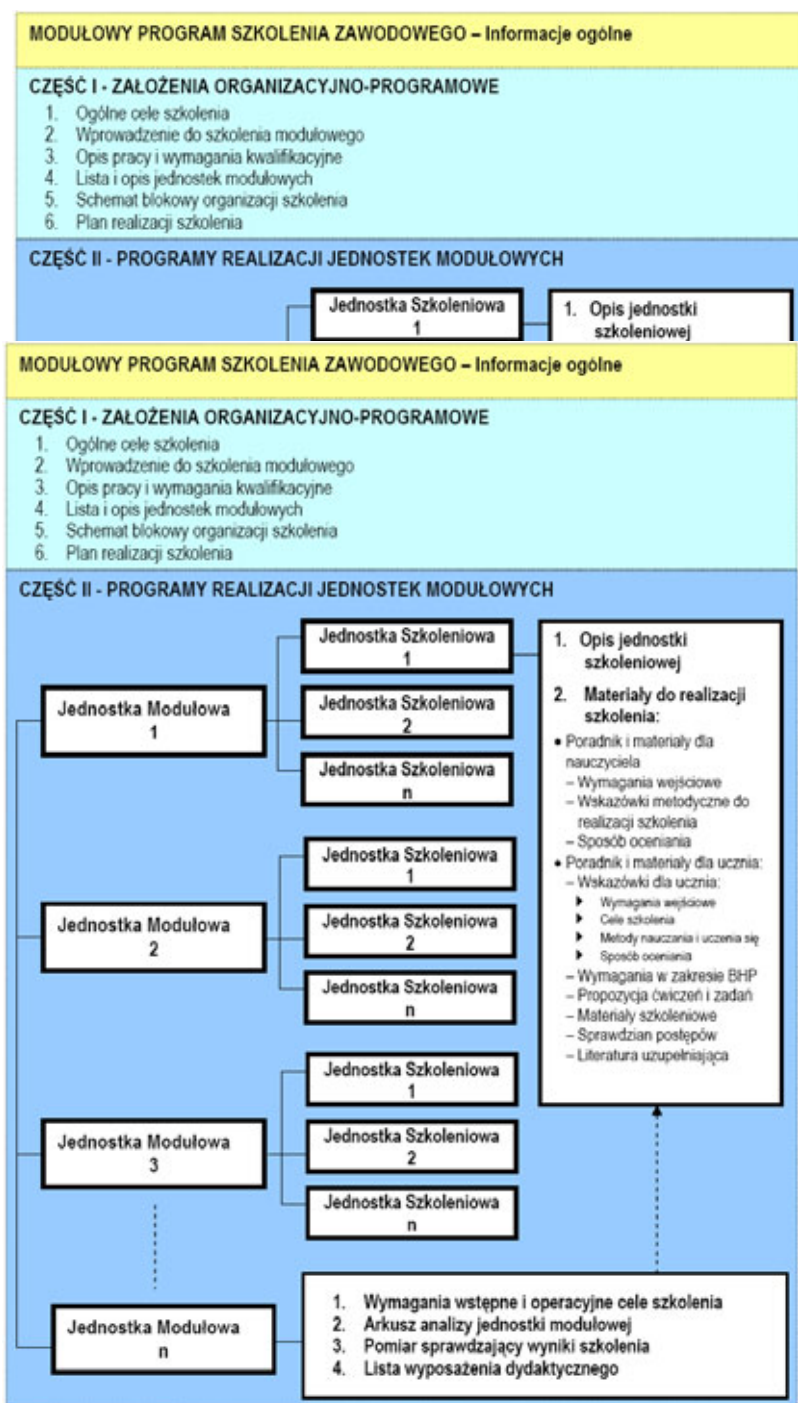 MODUŁOWY PROGRAM SZKOLENIA ZAWODOWEGO – Informacje ogólne
CZĘŚĆ I - ZAŁOŻENIA ORGANIZACYJNO-PROGRAMOWE
1. Ogólne cele szkolenia
2. Wprowadzenie do szkolenia modułowego
3. Opis pracy i wymagania kwalifikacyjne
4. Lista i opis jednostek modułowych
5. Schemat blokowy organizacji szkolenia
6. Plan realizacji szkolenia
CZĘŚĆ II - PROGRAMY REALIZACJI JEDNOSTEK MODUŁOWYCH
Jednostka Szkoleniowa
1
1. Opis jednostki
szkoleniowej
MODUŁOWY PROGRAM SZKOLENIA ZAWODOWEGO – Informacje ogólne
CZĘŚĆ I - ZAŁOŻENIA ORGANIZACYJNO-PROGRAMOWE
1. Ogólne cele szkolenia
2. Wprowadzenie do szkolenia modułowego
3. Opis pracy i wymagania kwalifikacyjne
4. Lista i opis jednostek modułowych
5. Schemat blokowy organizacji szkolenia
6. Plan realizacji szkolenia
CZĘŚĆ II - PROGRAMY REALIZACJI JEDNOSTEK MODUŁOWYCH
Jednostka Modułowa
1
Jednostka Szkoleniowa
1
Jednostka Szkoleniowa
2
Jednostka Szkoleniowa
n
1. Opis jednostki
szkoleniowej
2. Materiały do realizacji
szkolenia:
• Poradnik i materiały dla
nauczyciela
– Wymagania wejściowe
– Wskazówki metodyczne do
realizacji szkolenia
– Sposób oceniania
• Poradnik i materiały dla ucznia:
– Wskazówki dla ucznia:
Wymagania wejściowe
Cele szkolenia
Metody nauczania i uczenia się
Sposób oceniania
– Wymagania w zakresie BHP
– Propozycja ćwiczeń i zadań
– Materiały szkoleniowe
– Sprawdzian postępów
– Literatura uzupełniająca
Jednostka Modułowa
2
Jednostka Szkoleniowa
1
Jednostka Szkoleniowa
2
Jednostka Szkoleniowa
n
Jednostka Modułowa
3
Jednostka Szkoleniowa
1
Jednostka Szkoleniowa
2
Jednostka Szkoleniowa
n
Jednostka Modułowa
n
1. Wymagania wstępne i operacyjne cele szkolenia
2. Arkusz analizy jednostki modułowej
3. Pomiar sprawdzający wyniki szkolenia
4. Lista wyposażenia dydaktycznego